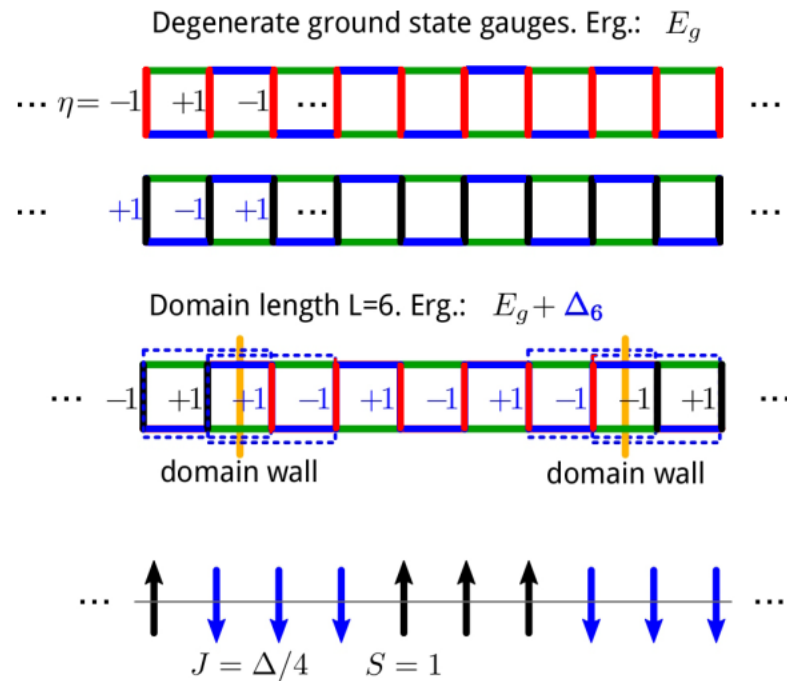 Degenerate ground state gauges. Erg.: E_g
... η= −1 +1 −1 ... ...
... +1 −1 +1 ... ...
Domain length L=6. Erg.: E_g + Δ_6
... −1 +1 +1 −1 +1 −1 +1 −1 −1 +1 ...
domain wall domain wall
... ...
J = Δ/4 S = 1